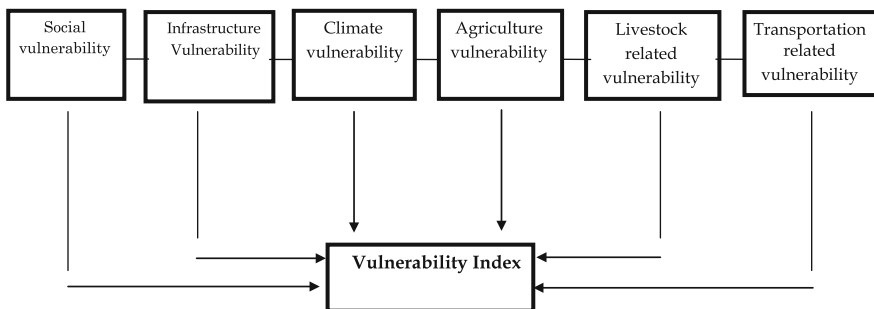 Social
vulnerability
Infrastructure
Vulnerability
Climate
vulnerability
Agriculture
vulnerability
Livestock
related
vulnerability
Transportation
related
vulnerability
Vulnerability Index